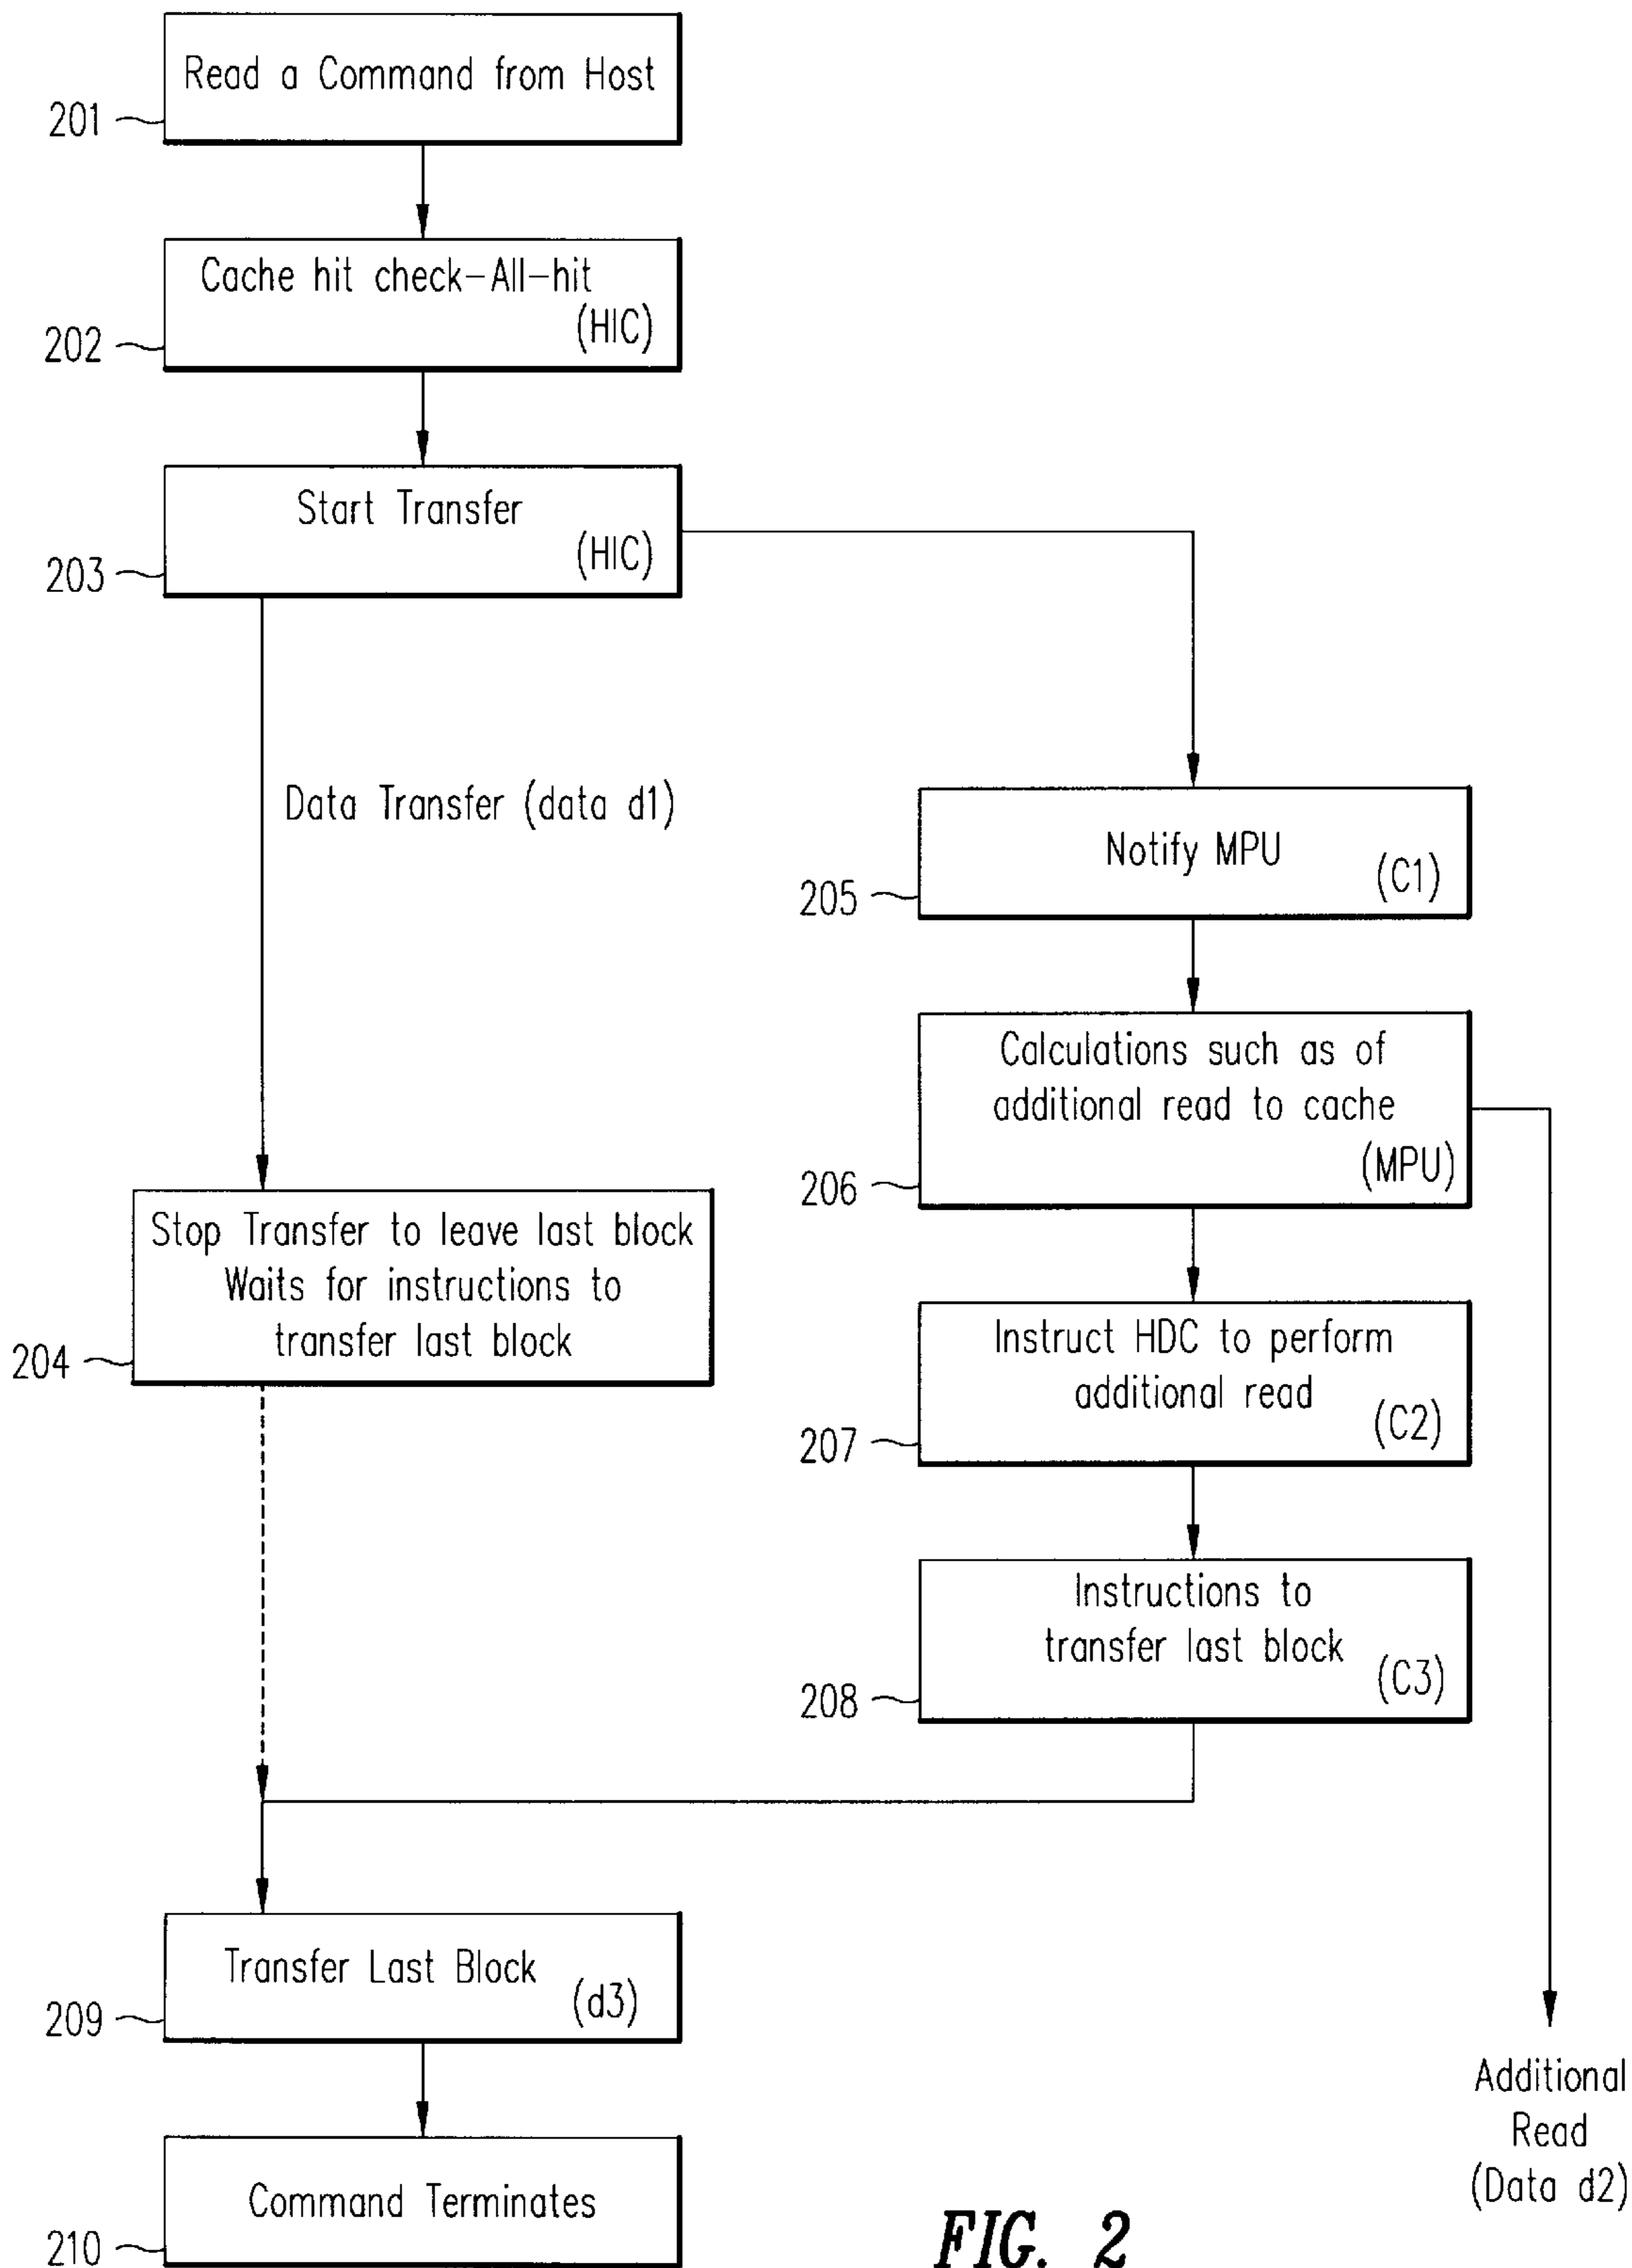 Read a Command from Host
201
Cache hit check-All-hit
(HIC)
202
Start Transfer
(HIC)
203
Data Transfer (data d1)
Notify MPU
(C1)
205
Calculations such as of
additional read to cache
(MPU)
206
Stop Transfer to leave last block
Waits for instructions to
transfer last block
204
Instruct HDC to perform
additional read
(C2)
207
Instructions to
transfer last block
(C3)
208
Transfer Last Block
(d3)
209
Additional
Read
(Data d2)
Command Terminates
210
FIG. 2